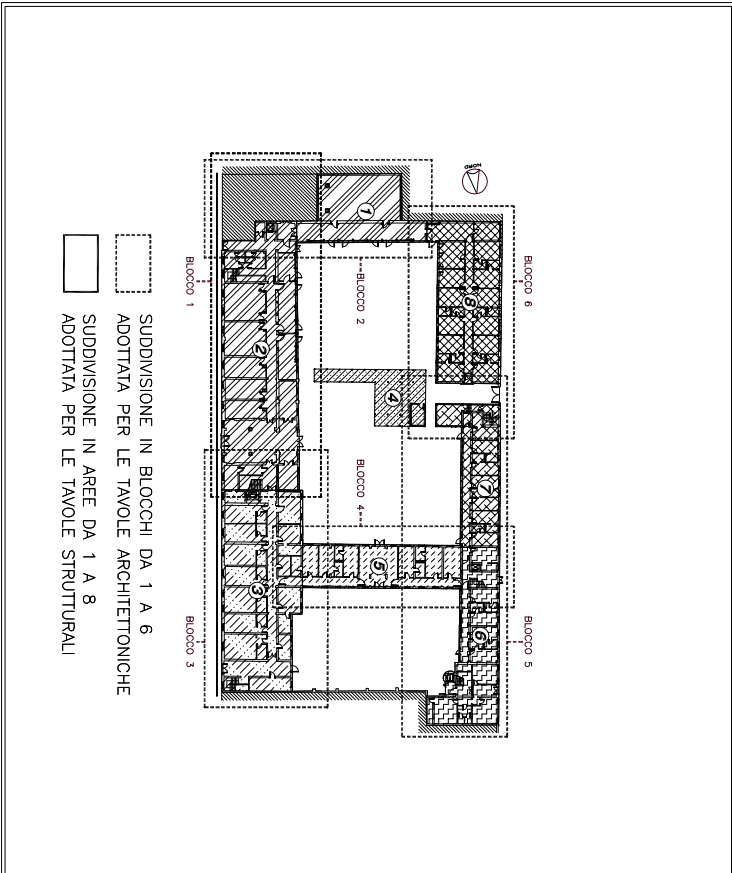 BLOCCO 6
BLOCCO 5
NORD
7
6
8
4
5
1
BLOCCO 2
BLOCCO 4
2
3
BLOCCO 1
BLOCCO 3
SUDDIVISIONE IN BLOCCHI DA 1 A 6
ADOTTATA PER LE TAVOLE ARCHITETTONICHE
SUDDIVISIONE IN AREE DA 1 A 8
ADOTTATA PER LE TAVOLE STRUTTURALI